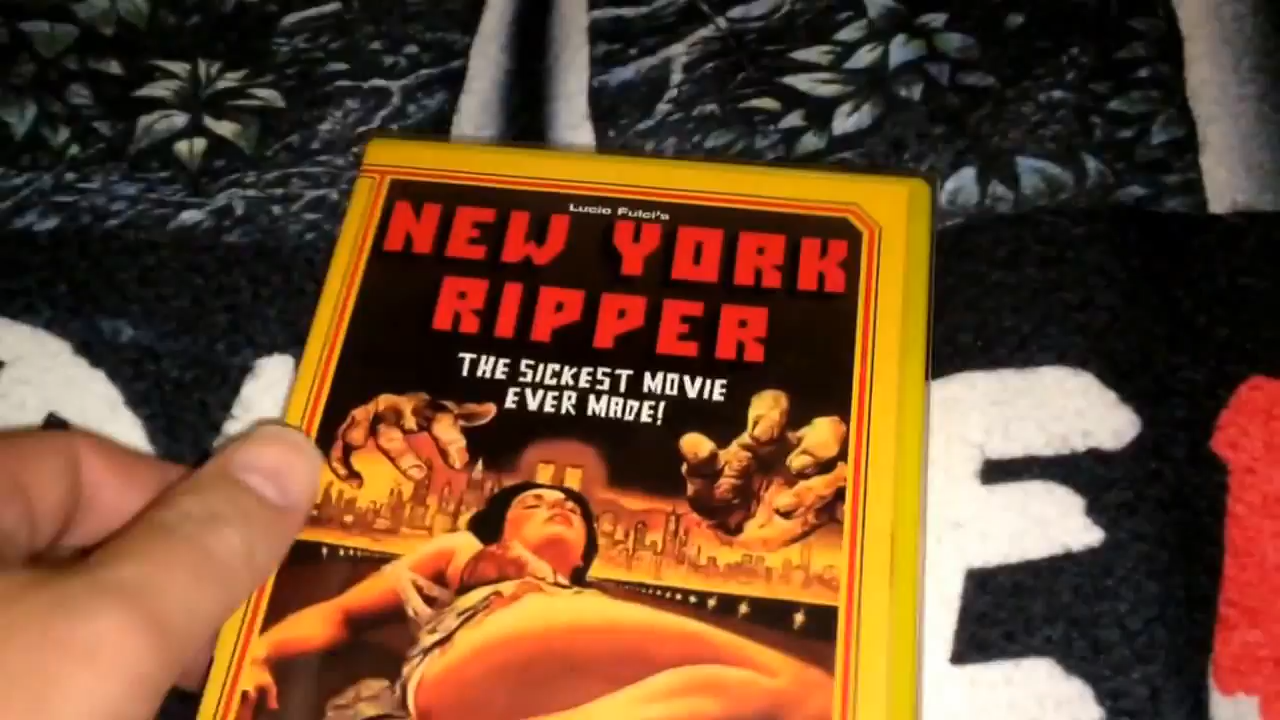 Lucio Fulci's
NEW YORK
RIPPER
THE SICKEST MOVIE
EVER MADE!